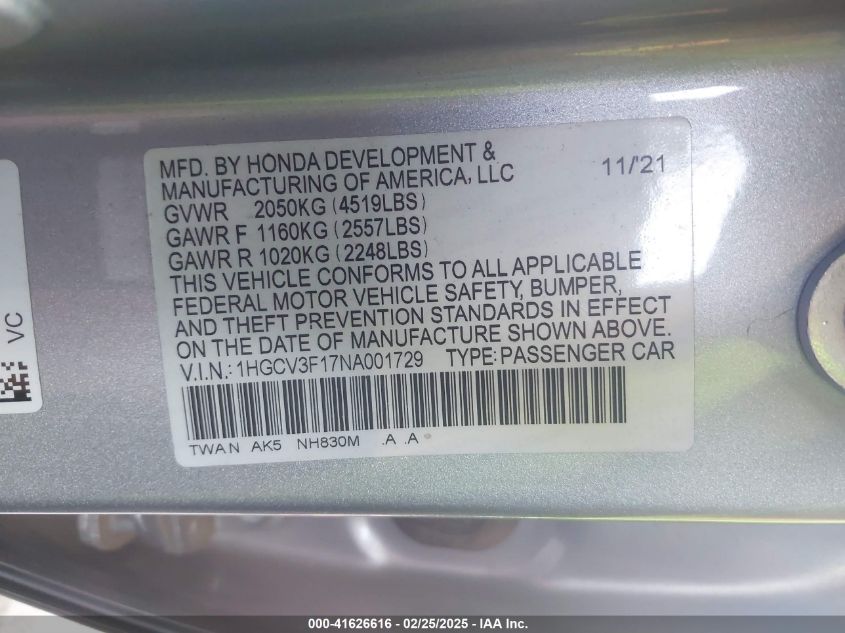 MFD. BY HONDA DEVELOPMENT & MANUFACTURING OF AMERICA, LLC 11/'21
GVWR 2050KG (4519LBS)
GAWR F 1160KG (2557LBS)
GAWR R 1020KG (2248LBS)
THIS VEHICLE CONFORMS TO ALL APPLICABLE
FEDERAL MOTOR VEHICLE SAFETY, BUMPER,
AND THEFT PREVENTION STANDARDS IN EFFECT
ON THE DATE OF MANUFACTURE SHOWN ABOVE.
V.I.N.: 1HGCV3F17NA001729 TYPE: PASSENGER CAR
TWAN AK5 NH830M .A .A
VC
000-41626616 — 02/25/2025 — IAA Inc.